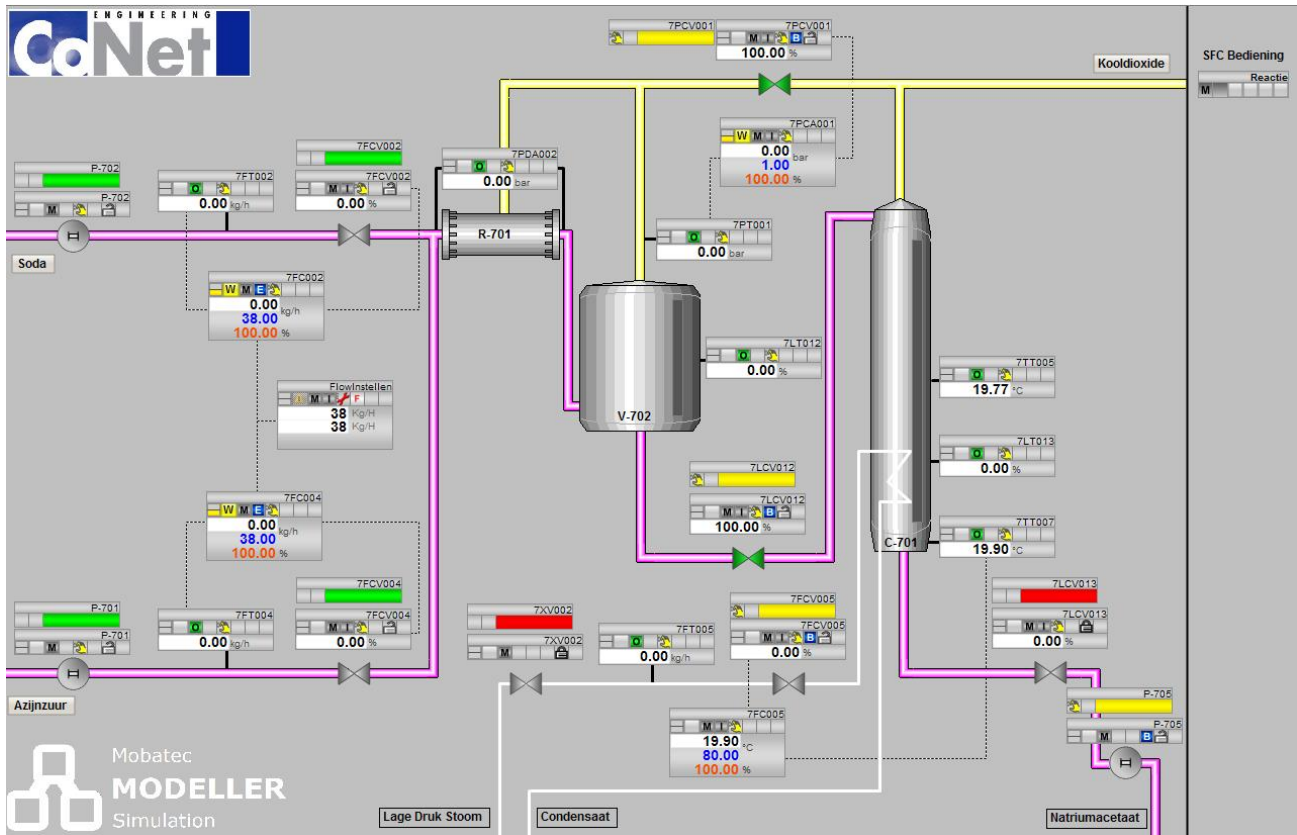 ENGINEERING
CoNet
7PCV001
7PCV001
M I B
100.00 %
Kooldioxide
SFC Bediening
Reactie
M
7PCA001
W M I
0.00
1.00 bar
100.00 %
7FCV002
7FCV002
M I
0.00 %
7PDA002
O
0.00 bar
P-702
P-702
M
7FT002
O
0.00 kg/h
R-701
7PT001
O
0.00 bar
Soda
7FC002
W M E
0.00 kg/h
38.00
100.00 %
7LT012
O
0.00 %
7TT005
O
19.77 °C
FlowInstellen
M I F
38 Kg/H
38 Kg/H
V-702
7LT013
O
0.00 %
7LCV012
7LCV012
M I B
100.00 %
7FC004
W M E
0.00 kg/h
38.00
100.00 %
7TT007
O
19.90 °C
C-701
7FCV004
7FCV004
M I
0.00 %
7LCV013
7LCV013
M I
0.00 %
P-701
P-701
M
7FT004
O
0.00 kg/h
7XV002
7XV002
M
7FT005
O
0.00 kg/h
7FCV005
7FCV005
M I B
0.00 %
Azijnzuur
P-705
P-705
M B
7FC005
M I
19.90 °C
80.00
100.00 %
Mobatec
MODELLER
Simulation
Lage Druk Stoom
Condensaat
Natriumacetaat